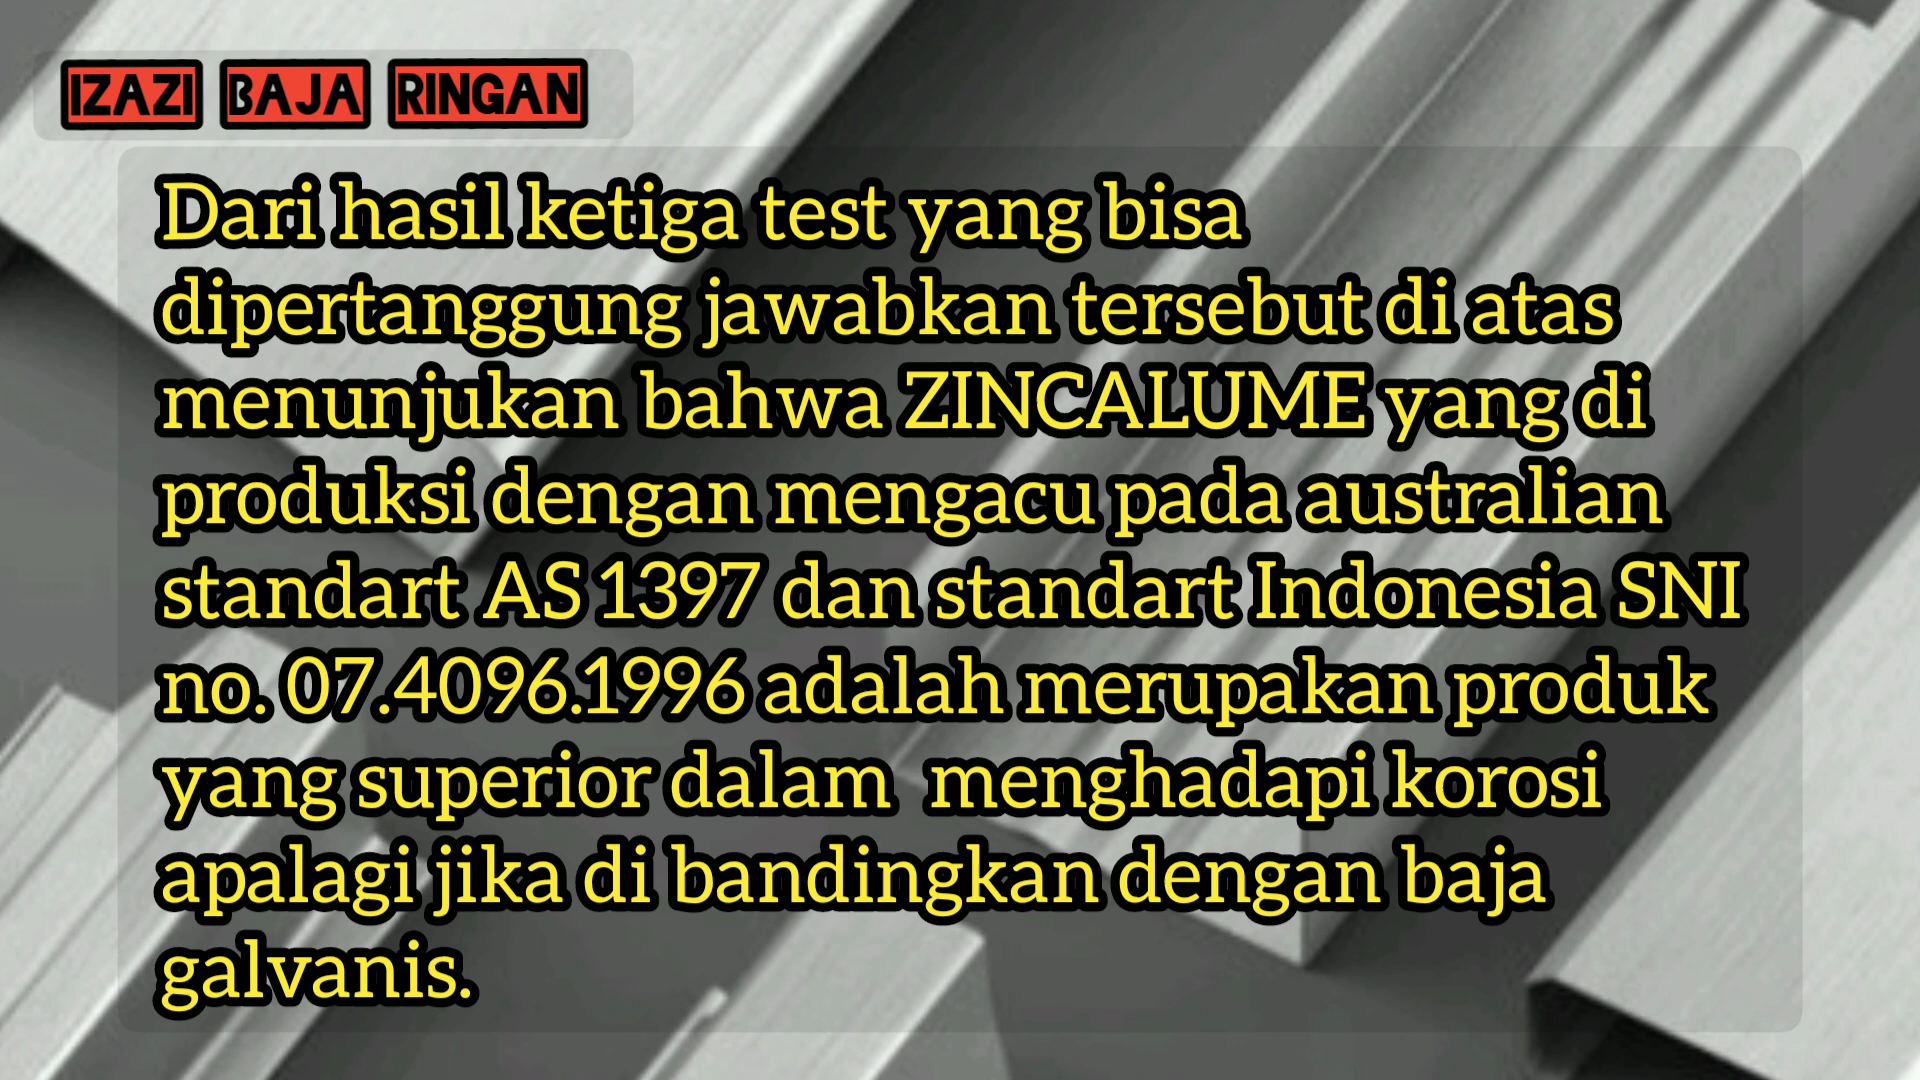 IZAZI BAJA RINGAN
Dari hasil ketiga test yang bisa
dipertanggung jawabkan tersebut di atas
menunjukan bahwa ZINCALUME yang di
produksi dengan mengacu pada australian
standart AS 1397 dan standart Indonesia SNI
no. 07.4096.1996 adalah merupakan produk
yang superior dalam menghadapi korosi
apalagi jika di bandingkan dengan baja
galvanis.